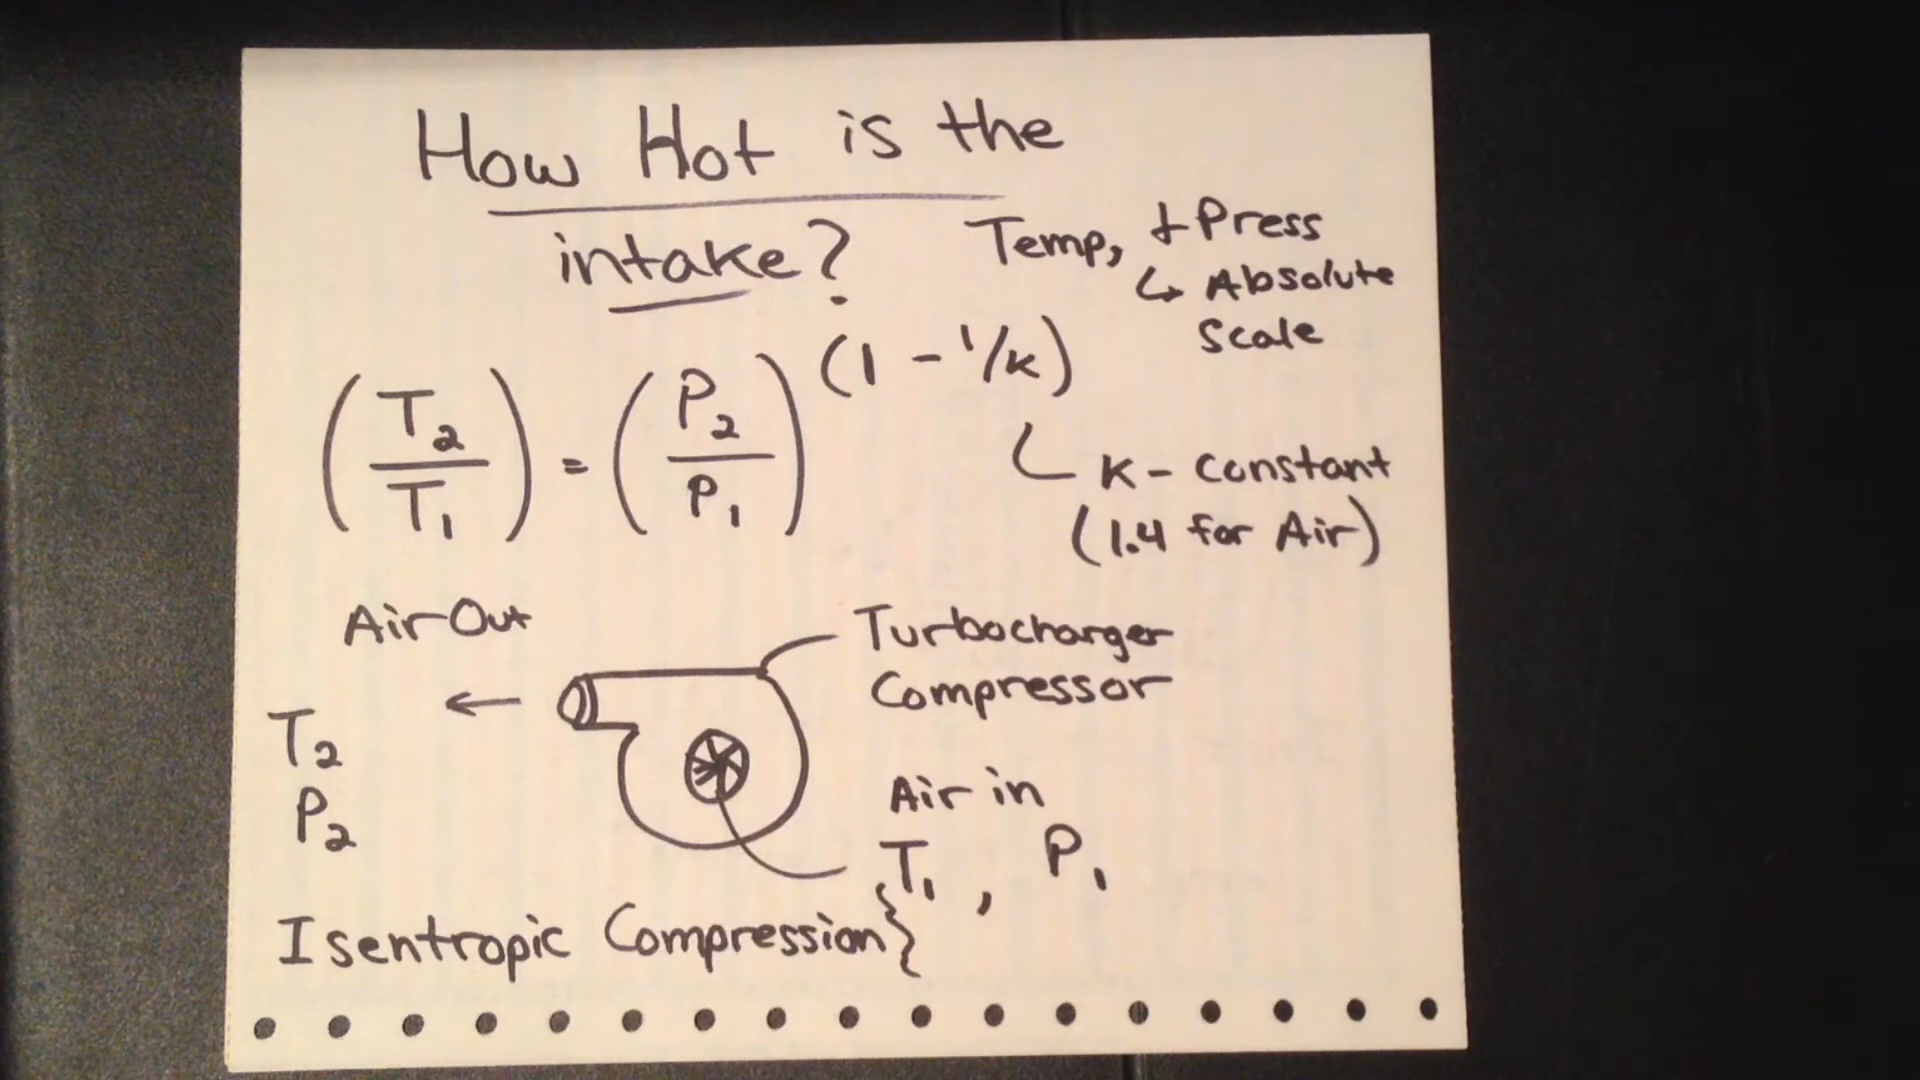 How Hot is the
intake?
Temp, + Press
↳ Absolute
Scale
(T₂/T₁) = (P₂/P₁)^(1 - 1/k)
K - Constant
(1.4 for Air)
Air Out
←
T₂
P₂
Turbocharger
Compressor
Air in
T₁, P₁
Isentropic Compression}